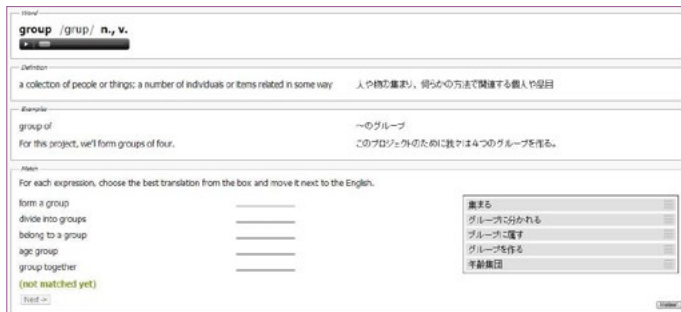 Word
group /grup/ n., v.
Definition
a collection of people or things; a number of individuals or items related in some way
人や物の集まり、何らかの方法で関連する個人や品目
Examples
group of
〜のグループ
For this project, we'll form groups of four.
このプロジェクトのために我々は4つのグループを作る。
For each expression, choose the best translation from the box and move it next to the English.
form a group
divide into groups
belong to a group
age group
group together
集まる
グループに分かれる
グループに属す
グループを作る
年齢集団
(not matched yet)
Next ->